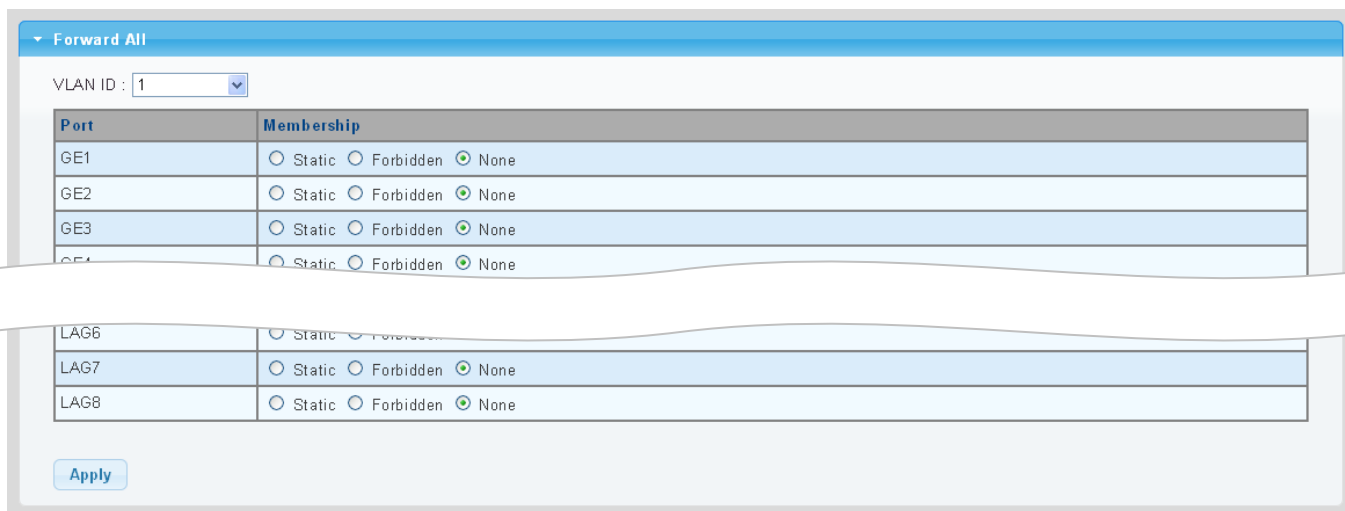 Forward All
VLAN ID : 1
Port Membership
GE1 Static Forbidden None
GE2 Static Forbidden None
GE3 Static Forbidden None
Static Forbidden None
LAG6 Static
LAG7 Static Forbidden None
LAG8 Static Forbidden None
Apply